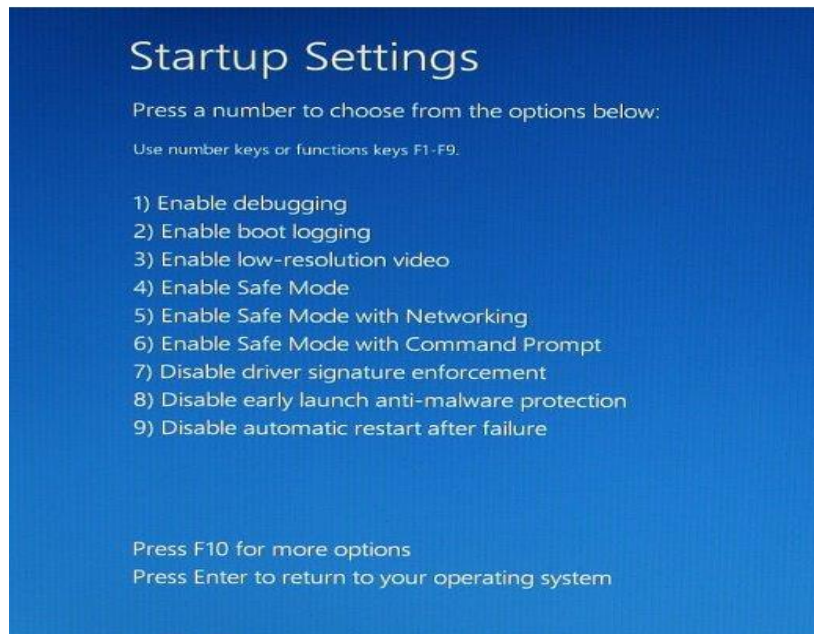 Startup Settings
Press a number to choose from the options below:
Use number keys or functions keys F1-F9.
1) Enable debugging
2) Enable boot logging
3) Enable low-resolution video
4) Enable Safe Mode
5) Enable Safe Mode with Networking
6) Enable Safe Mode with Command Prompt
7) Disable driver signature enforcement
8) Disable early launch anti-malware protection
9) Disable automatic restart after failure
Press F10 for more options
Press Enter to return to your operating system